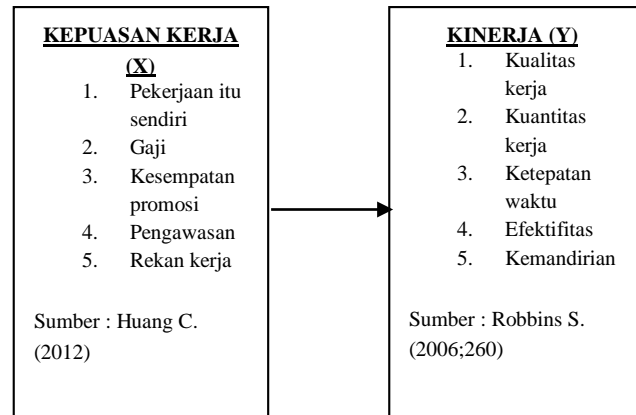 KEPUASAN KERJA
(X)
1. Pekerjaan itu
sendiri
2. Gaji
3. Kesempatan
promosi
4. Pengawasan
5. Rekan kerja
Sumber : Huang C.
(2012)
KINERJA (Y)
1. Kualitas
kerja
2. Kuantitas
kerja
3. Ketepatan
waktu
4. Efektifitas
5. Kemandirian
Sumber : Robbins S.
(2006;260)